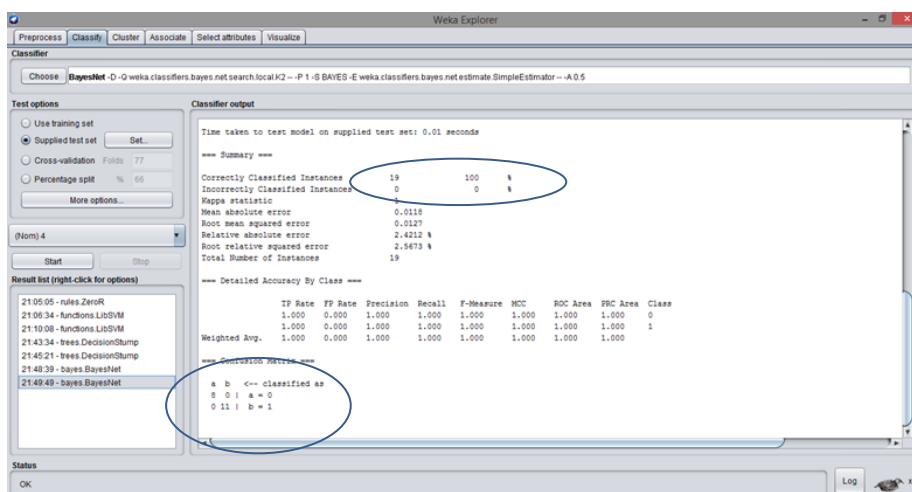 Weka Explorer
Preprocess Classify Cluster Associate Select attributes Visualize
Classifier
Choose BayesNet -D -Q weka.classifiers.bayes.net.search.local.K2 -- -P 1 -S BAYES -E weka.classifiers.bayes.net.estimate.SimpleEstimator -- -A 0.5
Test options
Use training set
Supplied test set Set...
Cross-validation Folds 77
Percentage split % 66
More options...
(Nom) 4
Start Stop
Result list (right-click for options)
21:05:05 - rules.ZeroR
21:06:34 - functions.LibSVM
21:10:08 - functions.LibSVM
21:43:34 - trees.DecisionStump
21:45:21 - trees.DecisionStump
21:48:39 - bayes.BayesNet
21:49:49 - bayes.BayesNet
Classifier output
Time taken to test model on supplied test set: 0.01 seconds
=== Summary ===
Correctly Classified Instances 19 100 %
Incorrectly Classified Instances 0 0 %
Kappa statistic 1
Mean absolute error 0.0118
Root mean squared error 0.0127
Relative absolute error 2.4212 %
Root relative squared error 2.5673 %
Total Number of Instances 19
=== Detailed Accuracy By Class ===
TP Rate FP Rate Precision Recall F-Measure MCC ROC Area PRC Area Class
1.000 0.000 1.000 1.000 1.000 1.000 1.000 1.000 0
1.000 0.000 1.000 1.000 1.000 1.000 1.000 1.000 1
Weighted Avg. 1.000 0.000 1.000 1.000 1.000 1.000 1.000 1.000
=== Confusion Matrix ===
a b <-- classified as
8 0 | a = 0
0 11 | b = 1
Status
OK
Log
x